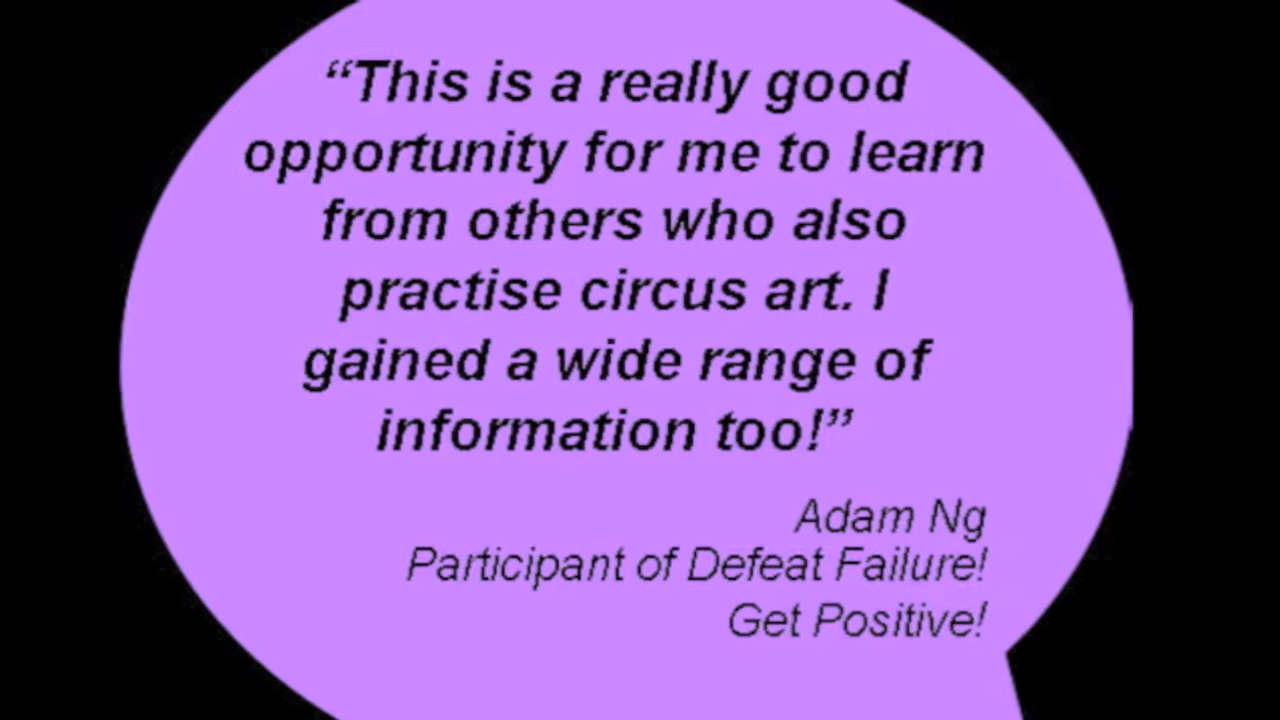 “This is a really good
opportunity for me to learn
from others who also
practise circus art. I
gained a wide range of
information too!”
Adam Ng
Participant of Defeat Failure!
Get Positive!